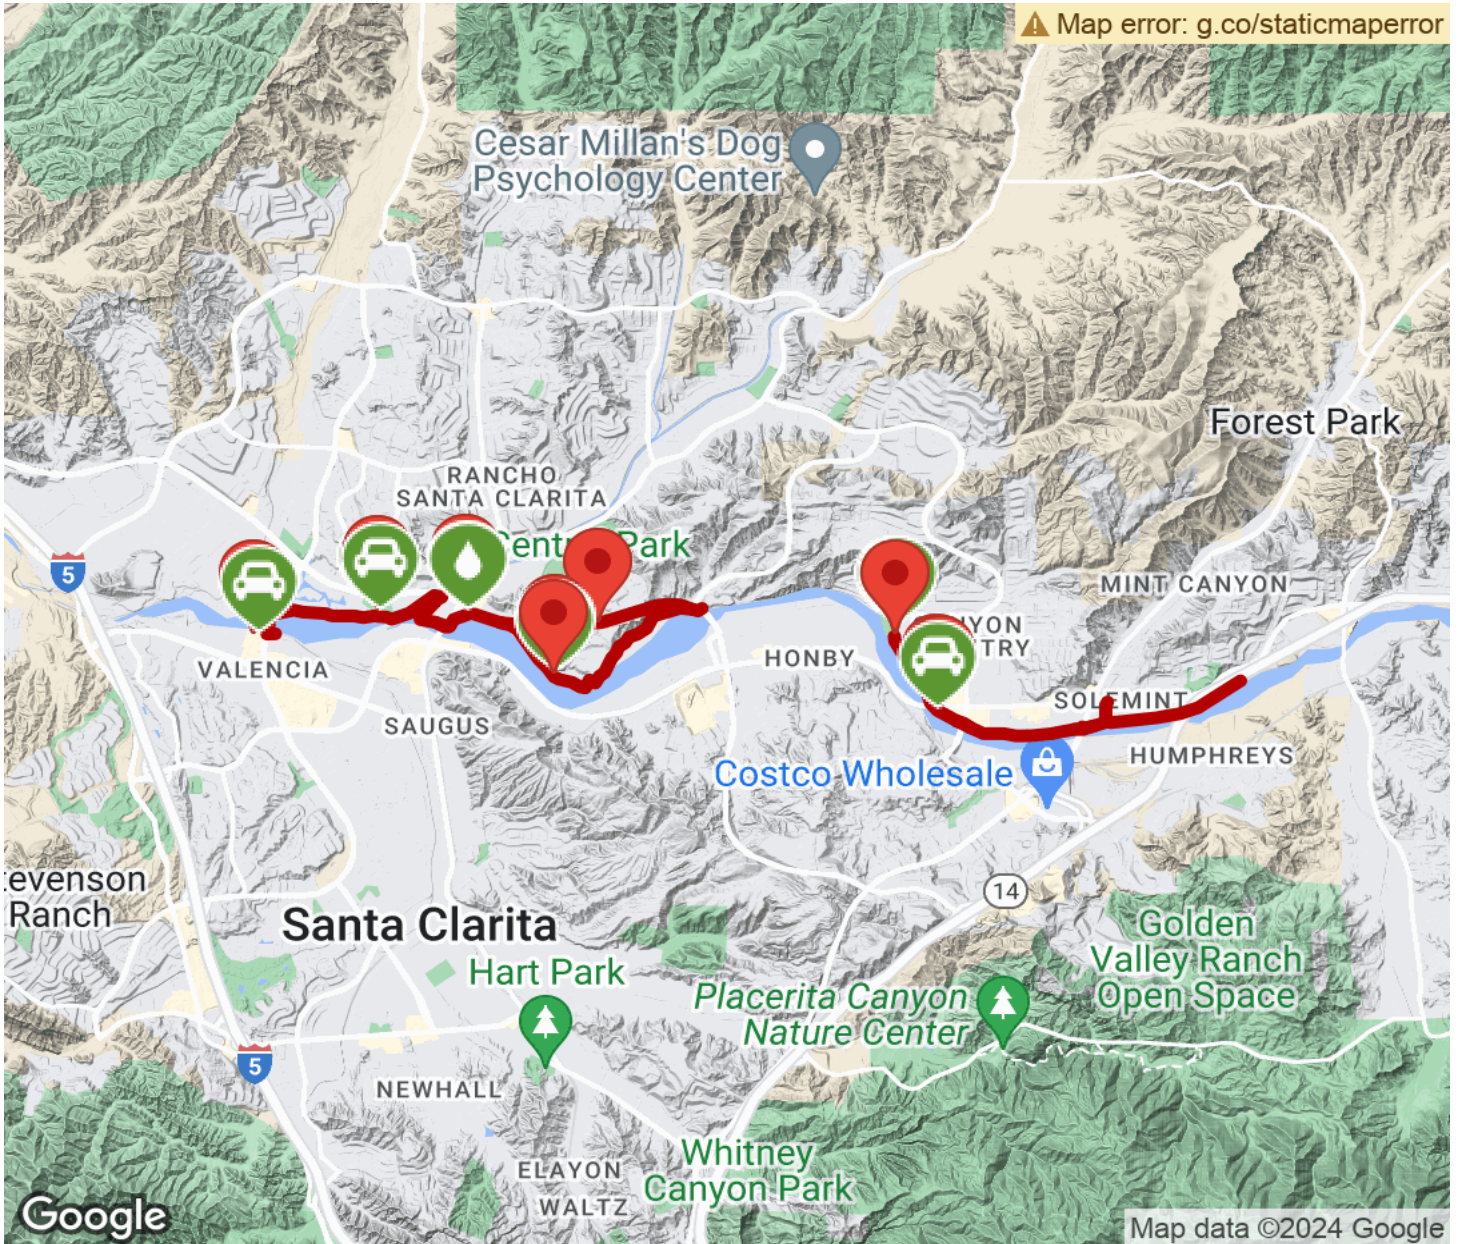 Map error: g.co/staticmaperror
Cesar Millan's Dog
Psychology Center
Forest Park
RANCHO
SANTA CLARITA
Park
5
MINT CANYON
HONBY
VALENCIA
SOLEMINT
SAUGUS
HUMPHREYS
Costco Wholesale
Ranch
14
Santa Clarita
Golden
Valley Ranch
Open Space
Hart Park
Placerita Canyon
Nature Center
5
NEWHALL
Whitney
Canyon Park
ELAYON
WALTZ
Google
Map data ©2024 Google